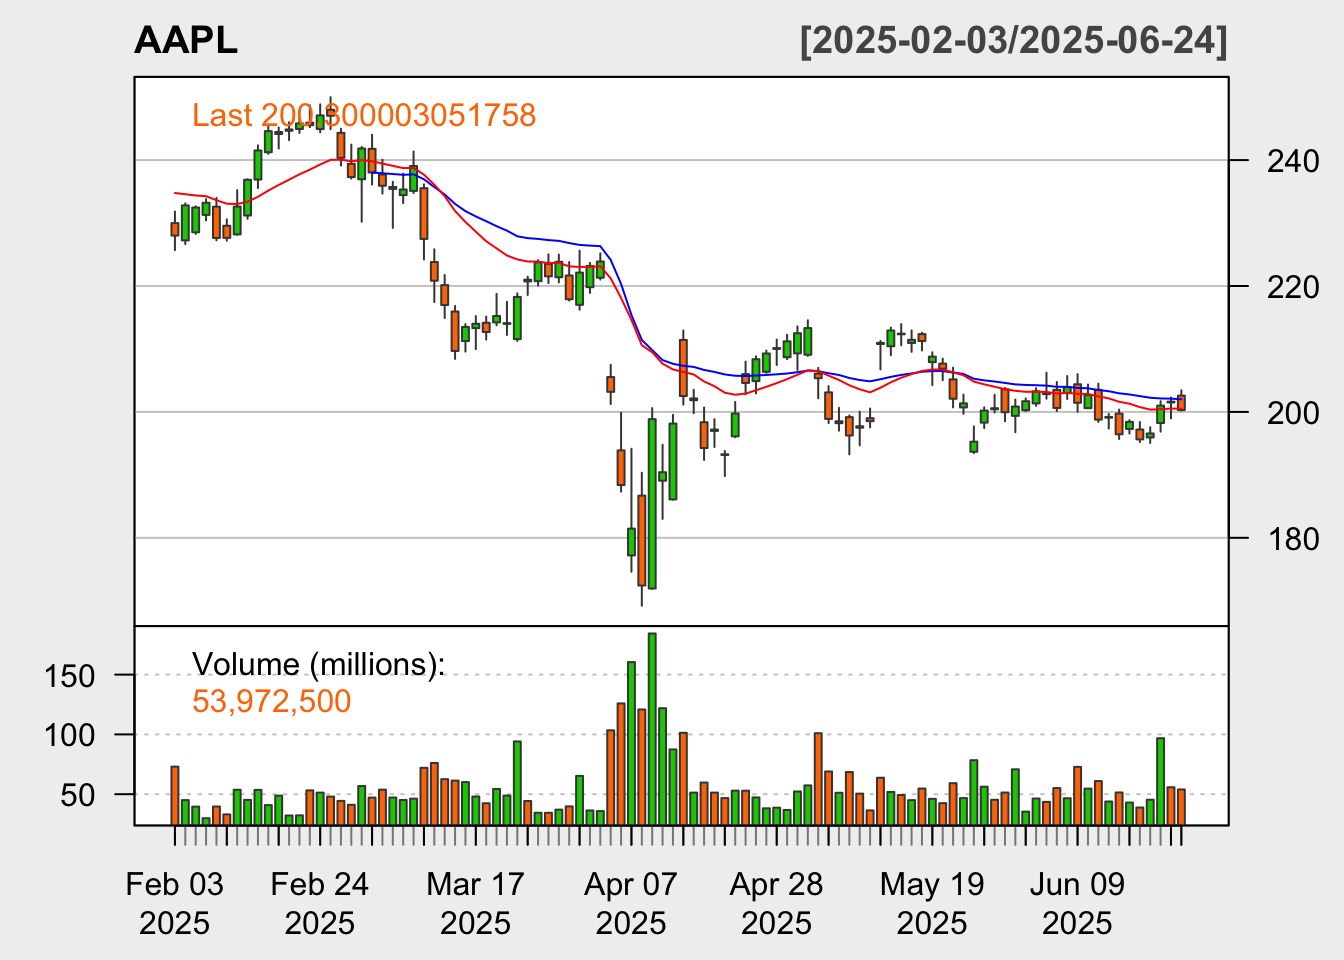 AAPL
[2025-02-03/2025-06-24]
Last 200.300003051758
240
220
200
180
Volume (millions):
53,972,500
150
100
50
Feb 03 2025
Feb 24 2025
Mar 17 2025
Apr 07 2025
Apr 28 2025
May 19 2025
Jun 09 2025